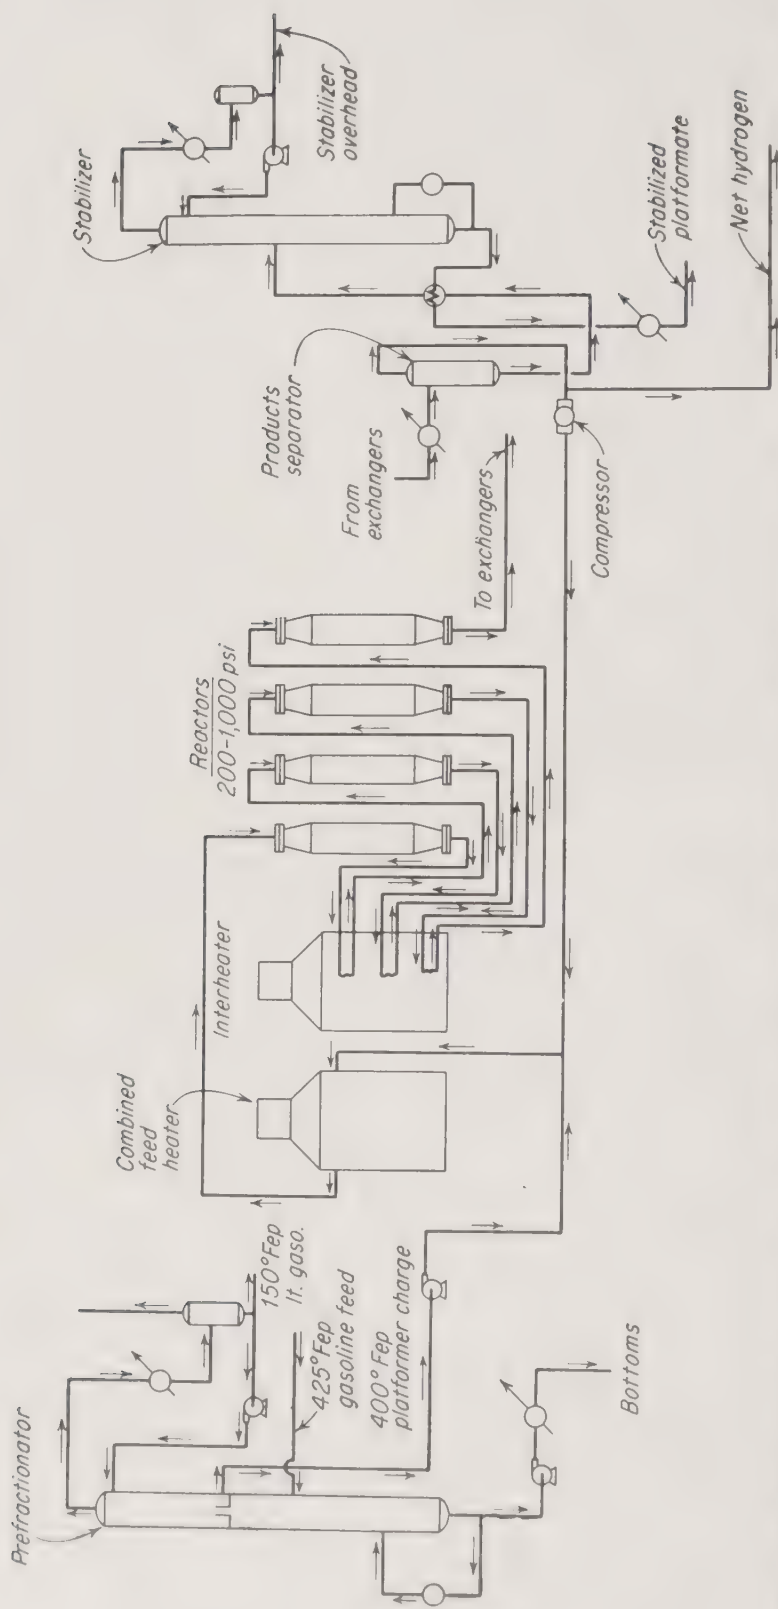 Prefractionator
150°Fep
lt. gaso.
425°Fep
gasoline feed
400°Fep
platformer charge
Bottoms
Combined
feed
heater
Interheater
Reactors
200-1,000 psi
To exchangers
From
exchangers
Products
separator
Compressor
Stabilizer
Stabilizer
overhead
Stabilized
platformate
Net hydrogen